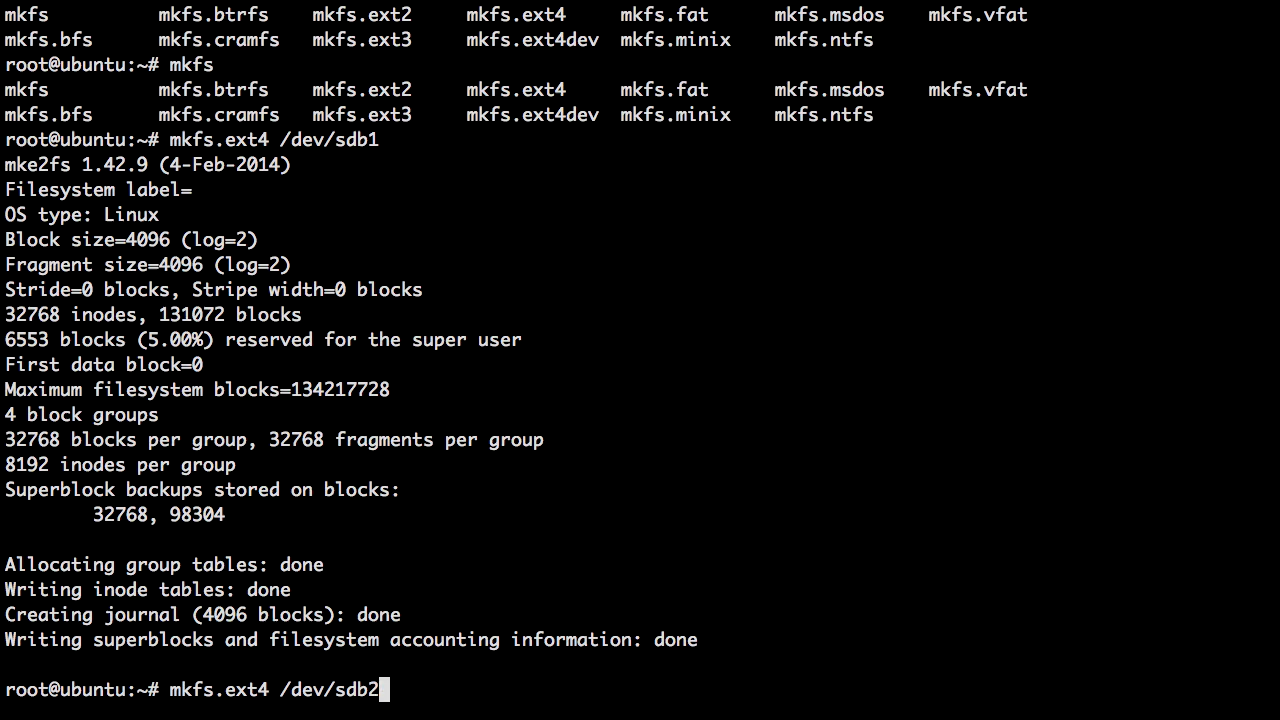 mkfs          mkfs.btrfs    mkfs.ext2     mkfs.ext4     mkfs.fat      mkfs.msdos    mkfs.vfat
mkfs.bfs      mkfs.cramfs   mkfs.ext3     mkfs.ext4dev  mkfs.minix    mkfs.ntfs
root@ubuntu:~# mkfs
mkfs          mkfs.btrfs    mkfs.ext2     mkfs.ext4     mkfs.fat      mkfs.msdos    mkfs.vfat
mkfs.bfs      mkfs.cramfs   mkfs.ext3     mkfs.ext4dev  mkfs.minix    mkfs.ntfs
root@ubuntu:~# mkfs.ext4 /dev/sdb1
mke2fs 1.42.9 (4-Feb-2014)
Filesystem label=
OS type: Linux
Block size=4096 (log=2)
Fragment size=4096 (log=2)
Stride=0 blocks, Stripe width=0 blocks
32768 inodes, 131072 blocks
6553 blocks (5.00%) reserved for the super user
First data block=0
Maximum filesystem blocks=134217728
4 block groups
32768 blocks per group, 32768 fragments per group
8192 inodes per group
Superblock backups stored on blocks:
        32768, 98304

Allocating group tables: done
Writing inode tables: done
Creating journal (4096 blocks): done
Writing superblocks and filesystem accounting information: done

root@ubuntu:~# mkfs.ext4 /dev/sdb2